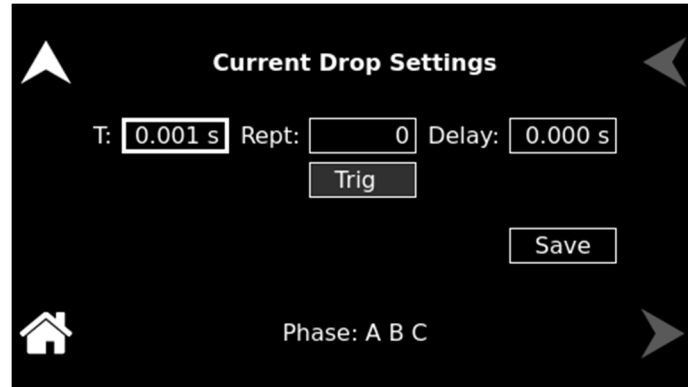 Current Drop Settings
T: 0.001 s Rept: 0 Delay: 0.000 s
Trig
Save
Phase: A B C